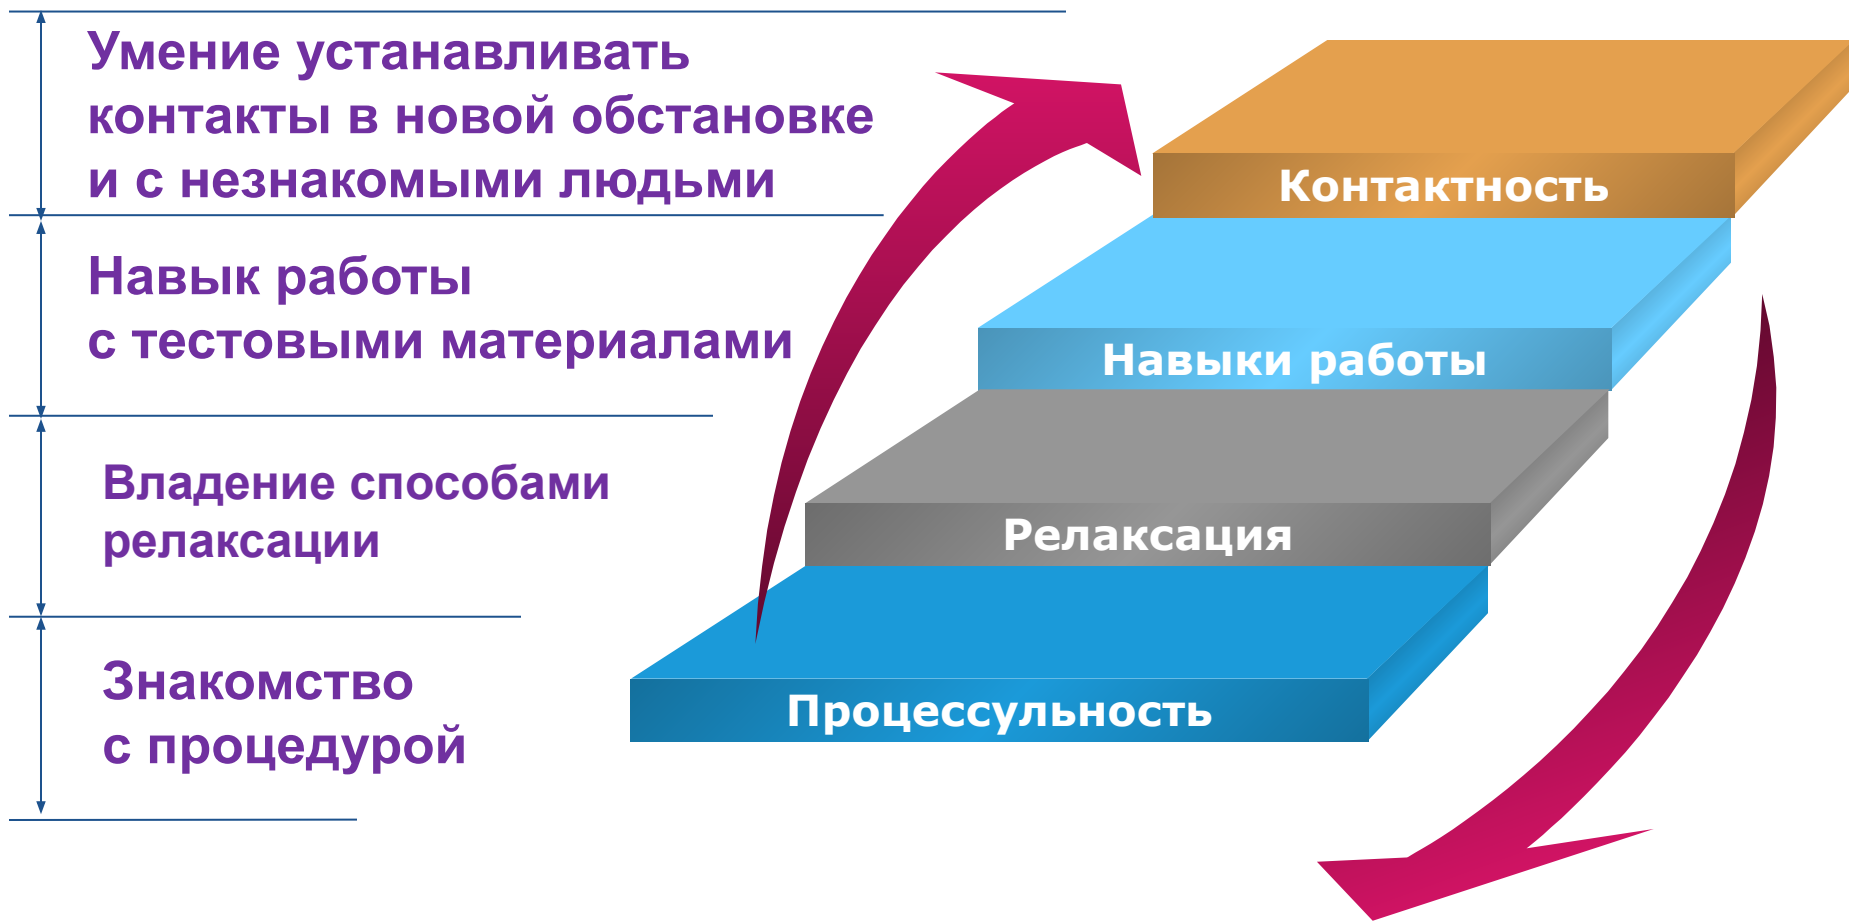 Умение устанавливать
контакты в новой обстановке
и с незнакомыми людьми
Контактность
Навык работы
с тестовыми материалами
Навыки работы
Владение способами
релаксации
Релаксация
Знакомство
с процедурой
Процессульность